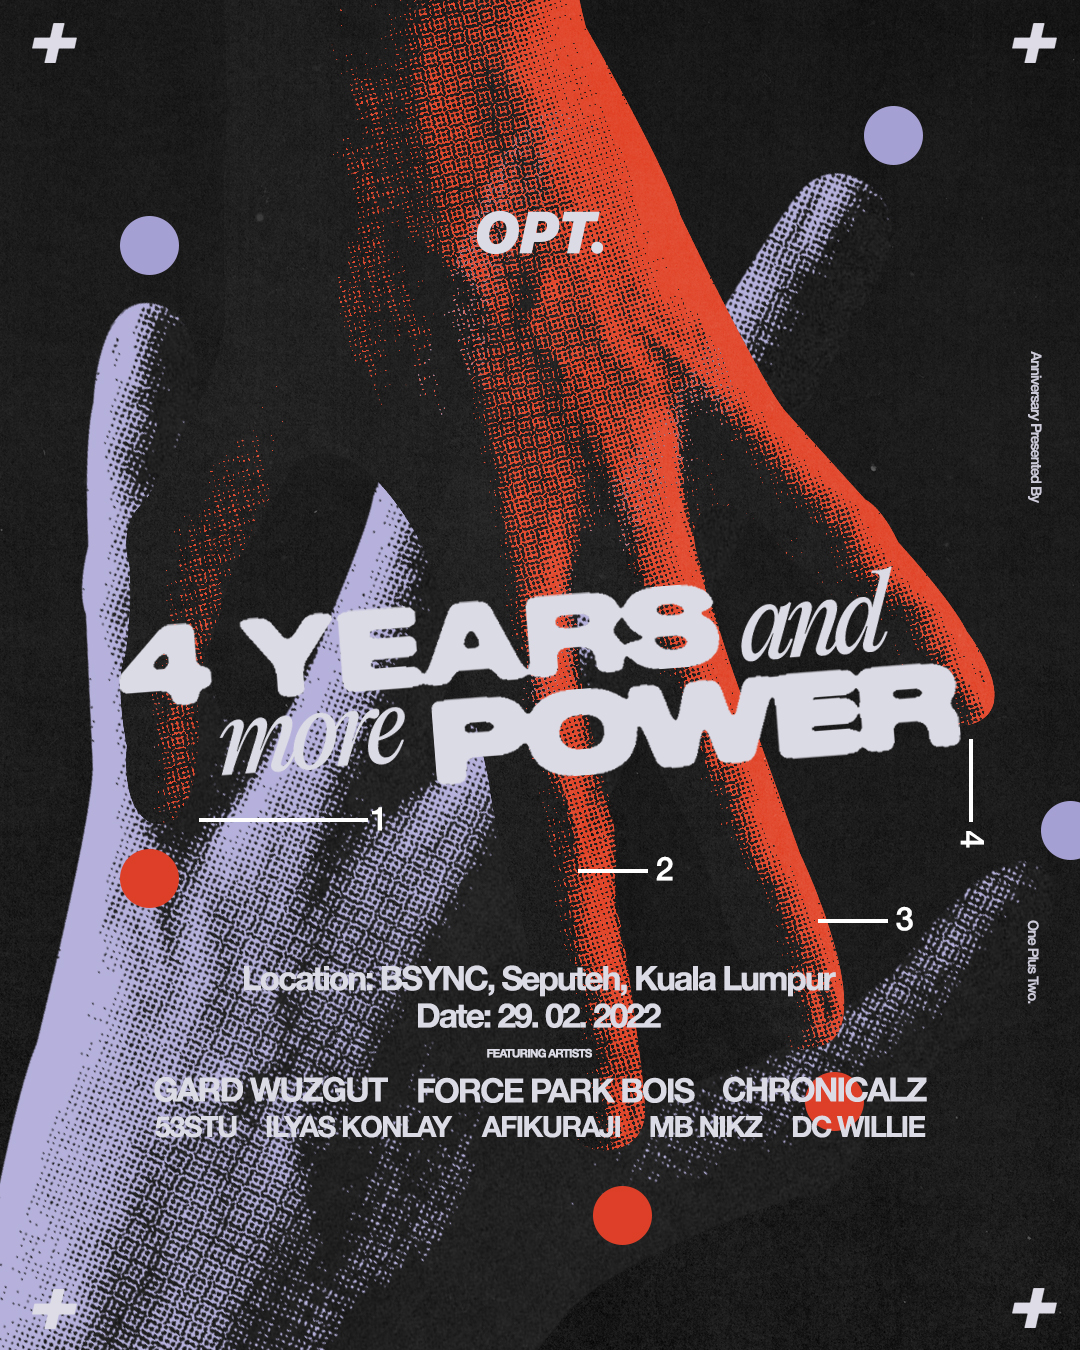 OPT.
Anniversary Presented By
4 YEARS and
more POWER
1
2
3
4
One Plus Two.
Location: BSYNC, Seputeh, Kuala Lumpur
Date: 29. 02. 2022
FEATURING ARTISTS
GARD WUZGUT FORCE PARK BOIS CHRONICALZ
53STU ILYAS KONLAY AFIKURAJI MB NIKZ DC WILLIE